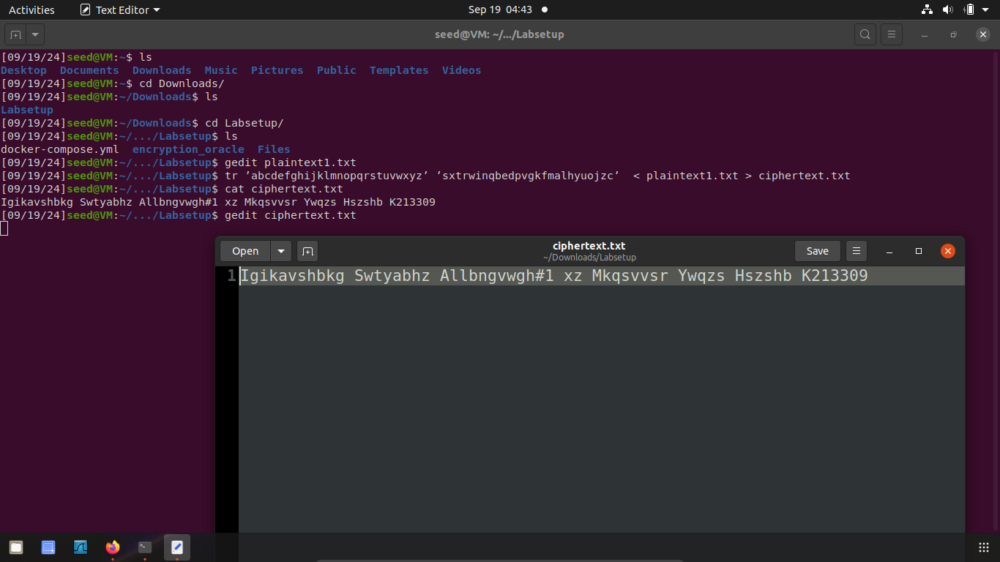 Activities Text Editor Sep 19 04:43
seed@VM: ~/.../Labsetup
[09/19/24]seed@VM:~$ ls
Desktop Documents Downloads Music Pictures Public Templates Videos
[09/19/24]seed@VM:~$ cd Downloads/
[09/19/24]seed@VM:~/Downloads$ ls
Labsetup
[09/19/24]seed@VM:~/Downloads$ cd Labsetup/
[09/19/24]seed@VM:~/.../Labsetup$ ls
docker-compose.yml encryption_oracle Files
[09/19/24]seed@VM:~/.../Labsetup$ gedit plaintext1.txt
[09/19/24]seed@VM:~/.../Labsetup$ tr ’abcdefghijklmnopqrstuvwxyz’ ’sxtrwinqbedpvgkfmalhyuojzc’ < plaintext1.txt > ciphertext.txt
[09/19/24]seed@VM:~/.../Labsetup$ cat ciphertext.txt
Igikavshbkg Swtyabhz Allbngvwgh#1 xz Mkqsvvsr Ywqzs Hszshb K213309
[09/19/24]seed@VM:~/.../Labsetup$ gedit ciphertext.txt
Open ciphertext.txt Save
~/Downloads/Labsetup
1 Igikavshbkg Swtyabhz Allbngvwgh#1 xz Mkqsvvsr Ywqzs Hszshb K213309